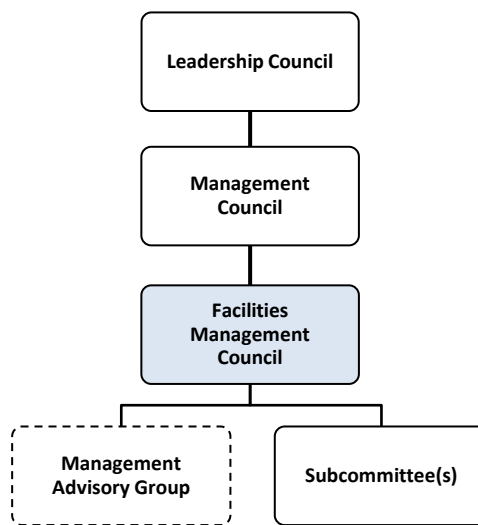 Leadership Council
Management
Council
Facilities
Management
Council
Management
Advisory Group
Subcommittee(s)